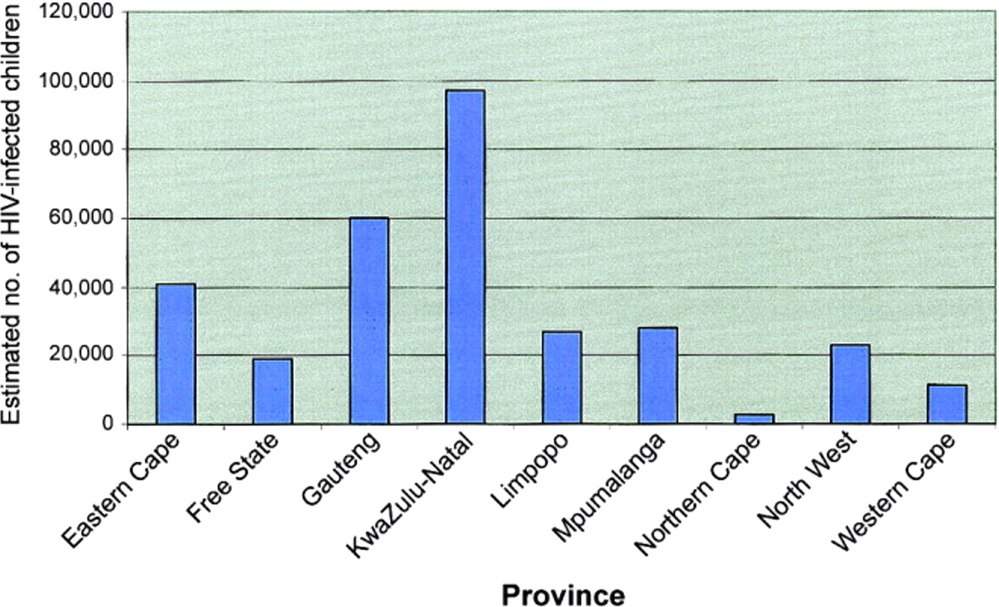 Estimated no. of HIV-infected children
120,000
100,000
80,000
60,000
40,000
20,000
0
Eastern Cape
Free State
Gauteng
KwaZulu-Natal
Limpopo
Mpumalanga
Northern Cape
North West
Western Cape
Province